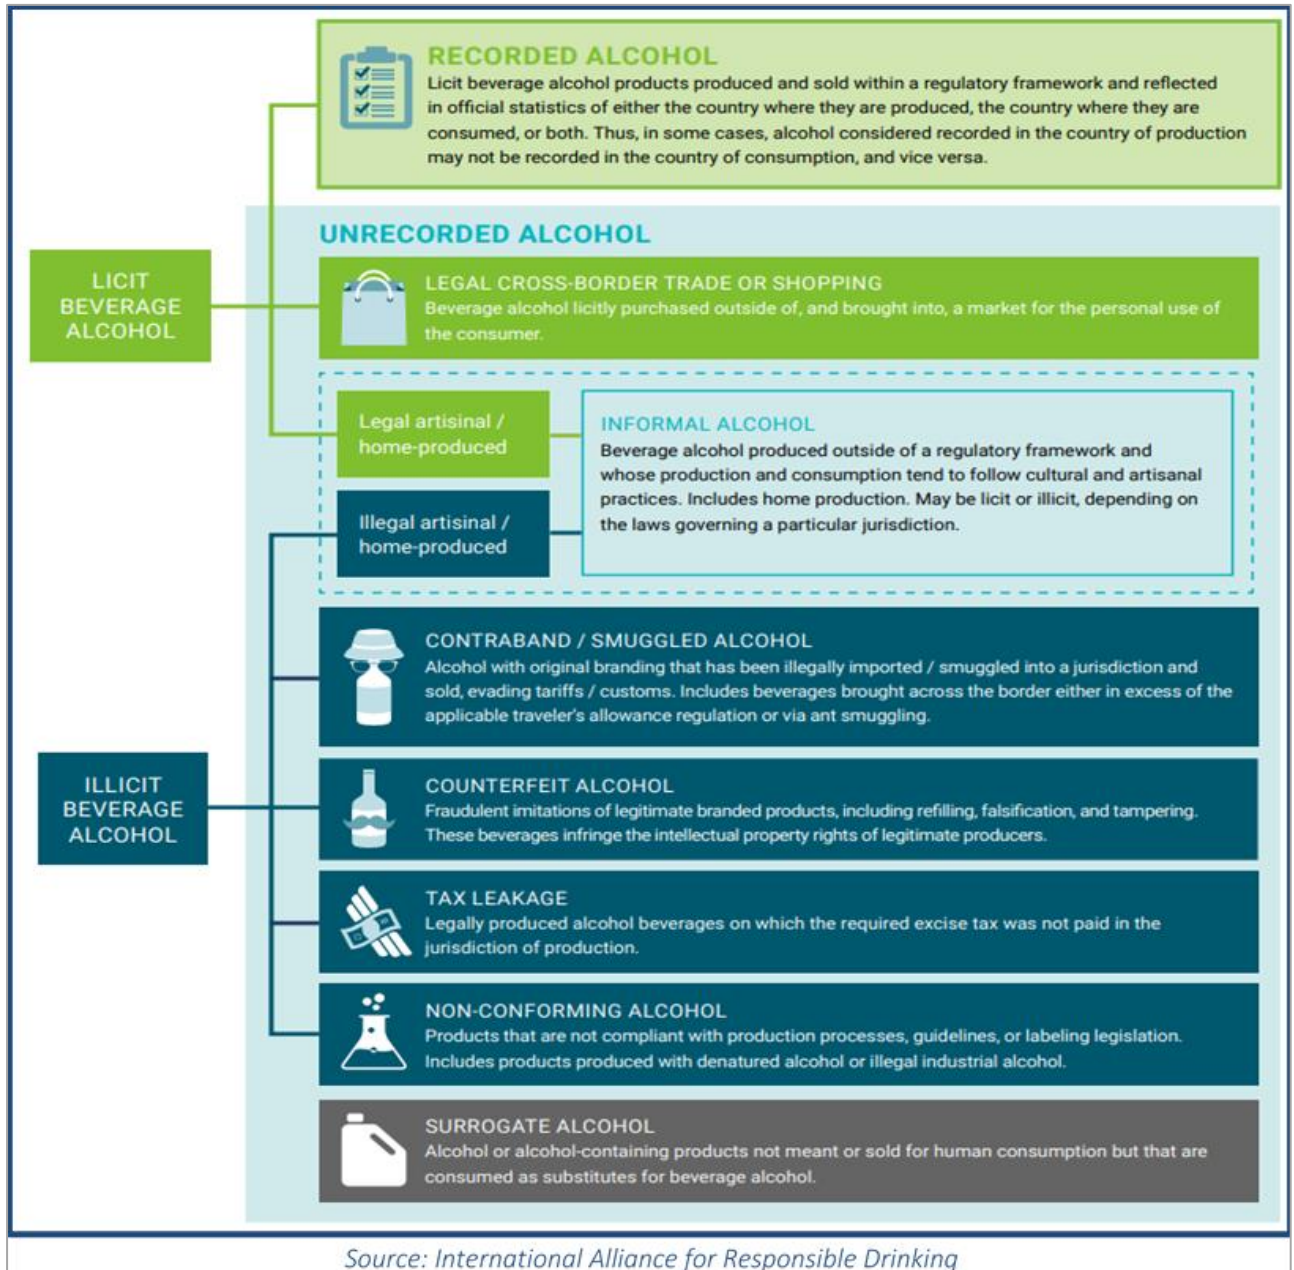 RECORDED ALCOHOL
Licit beverage alcohol products produced and sold within a regulatory framework and reflected
in official statistics of either the country where they are produced, the country where they are
consumed, or both. Thus, in some cases, alcohol considered recorded in the country of production
may not be recorded in the country of consumption, and vice versa.
UNRECORDED ALCOHOL
LICIT
BEVERAGE
ALCOHOL
LEGAL CROSS-BORDER TRADE OR SHOPPING
Beverage alcohol licitly purchased outside of, and brought into, a market for the personal use of
the consumer.
Legal artisinal /
home-produced
Illegal artisinal /
home-produced
INFORMAL ALCOHOL
Beverage alcohol produced outside of a regulatory framework and
whose production and consumption tend to follow cultural and artisanal
practices. Includes home production. May be licit or illicit, depending on
the laws governing a particular jurisdiction.
CONTRABAND / SMUGGLED ALCOHOL
Alcohol with original branding that has been illegally imported / smuggled into a jurisdiction and
sold, evading tariffs / customs. Includes beverages brought across the border either in excess of the
applicable traveler's allowance regulation or via ant smuggling.
ILLICIT
BEVERAGE
ALCOHOL
COUNTERFEIT ALCOHOL
Fraudulent imitations of legitimate branded products, including refilling, falsification, and tampering.
These beverages infringe the intellectual property rights of legitimate producers.
TAX LEAKAGE
Legally produced alcohol beverages on which the required excise tax was not paid in the
jurisdiction of production.
NON-CONFORMING ALCOHOL
Products that are not compliant with production processes, guidelines, or labeling legislation.
Includes products produced with denatured alcohol or illegal industrial alcohol.
SURROGATE ALCOHOL
Alcohol or alcohol-containing products not meant or sold for human consumption but that are
consumed as substitutes for beverage alcohol.
Source: International Alliance for Responsible Drinking